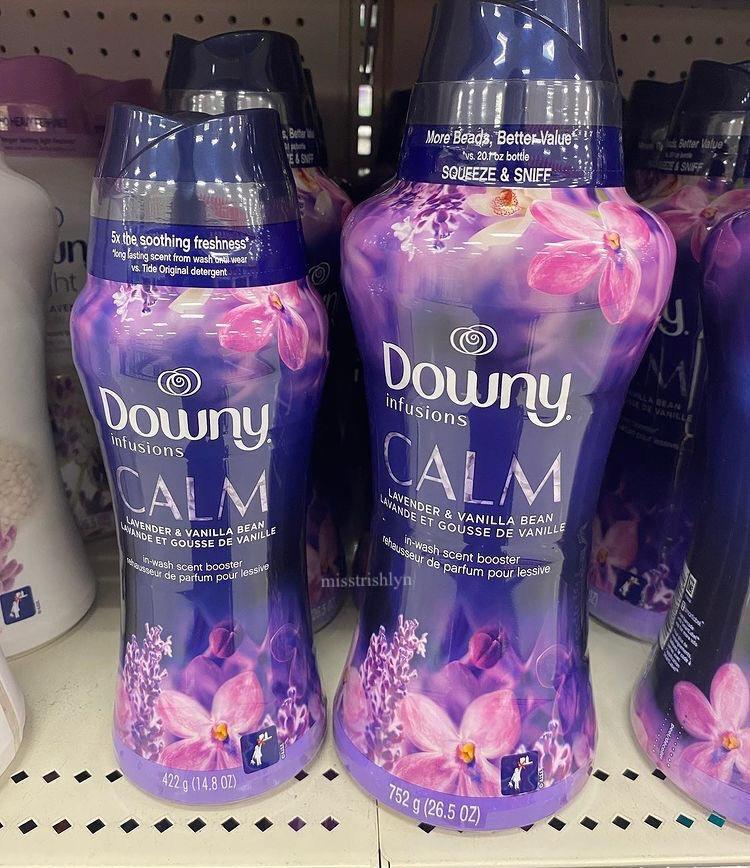 5x the soothing freshness*
*long lasting scent from wash until wear
vs. Tide Original detergent
Downy
infusions
CALM
LAVENDER & VANILLA BEAN
LAVANDE ET GOUSSE DE VANILLE
in-wash scent booster
rehausseur de parfum pour lessive
422 g (14.8 OZ)
More Beads, Better Value*
*vs. 20.1 oz bottle
SQUEEZE & SNIFF
Downy
infusions
CALM
LAVENDER & VANILLA BEAN
LAVANDE ET GOUSSE DE VANILLE
in-wash scent booster
rehausseur de parfum pour lessive
752 g (26.5 OZ)
misstrishlyn